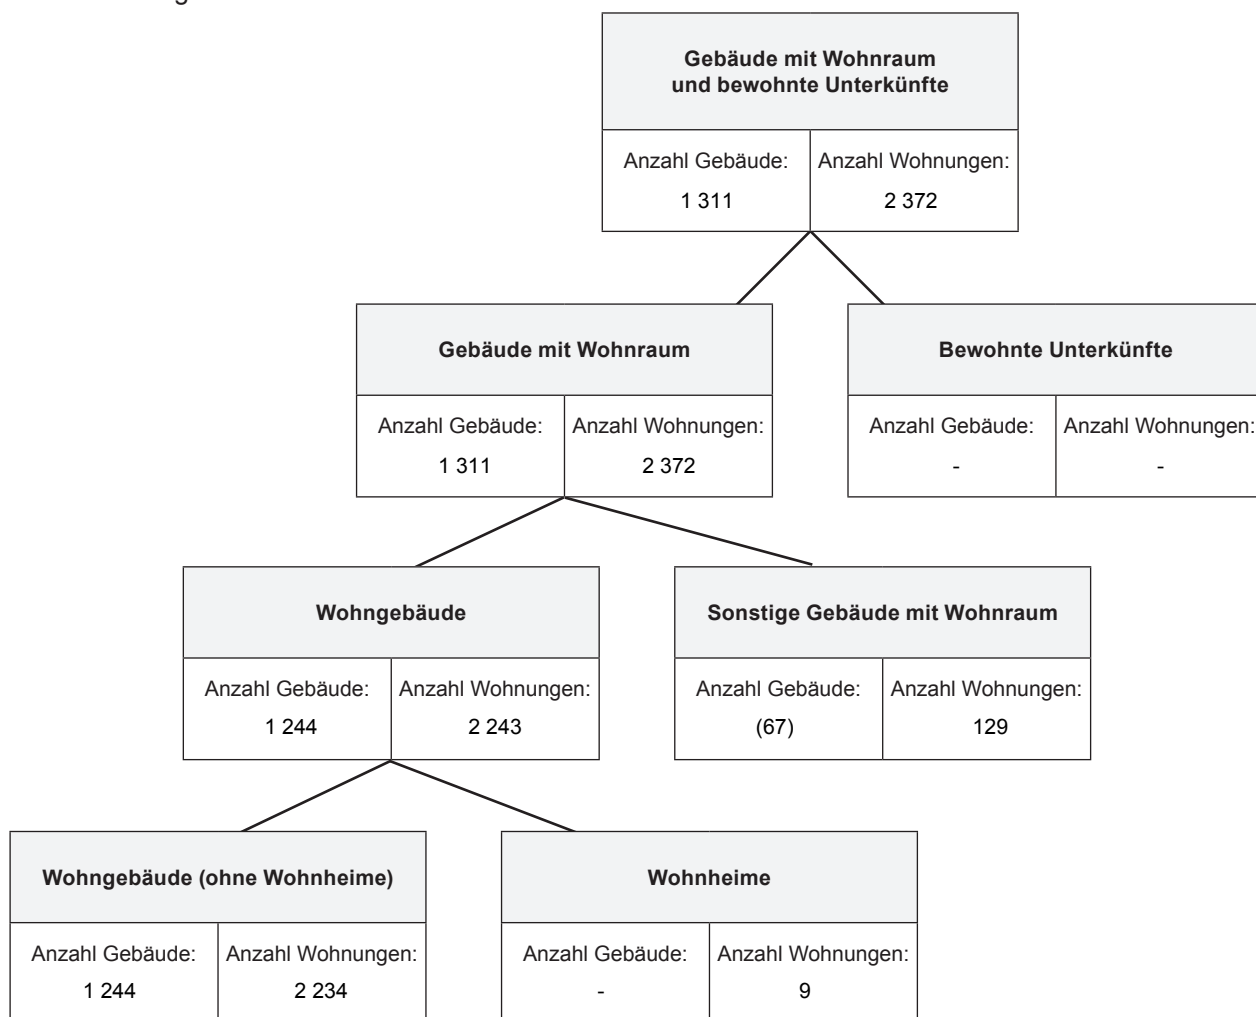 Gebäude mit Wohnraum
und bewohnte Unterkünfte
Anzahl Gebäude: Anzahl Wohnungen:
1 311 2 372
Gebäude mit Wohnraum
Anzahl Gebäude: Anzahl Wohnungen:
1 311 2 372
Bewohnte Unterkünfte
Anzahl Gebäude: Anzahl Wohnungen:
- -
Wohngebäude
Anzahl Gebäude: Anzahl Wohnungen:
1 244 2 243
Sonstige Gebäude mit Wohnraum
Anzahl Gebäude: Anzahl Wohnungen:
(67) 129
Wohngebäude (ohne Wohnheime)
Anzahl Gebäude: Anzahl Wohnungen:
1 244 2 234
Wohnheime
Anzahl Gebäude: Anzahl Wohnungen:
- 9